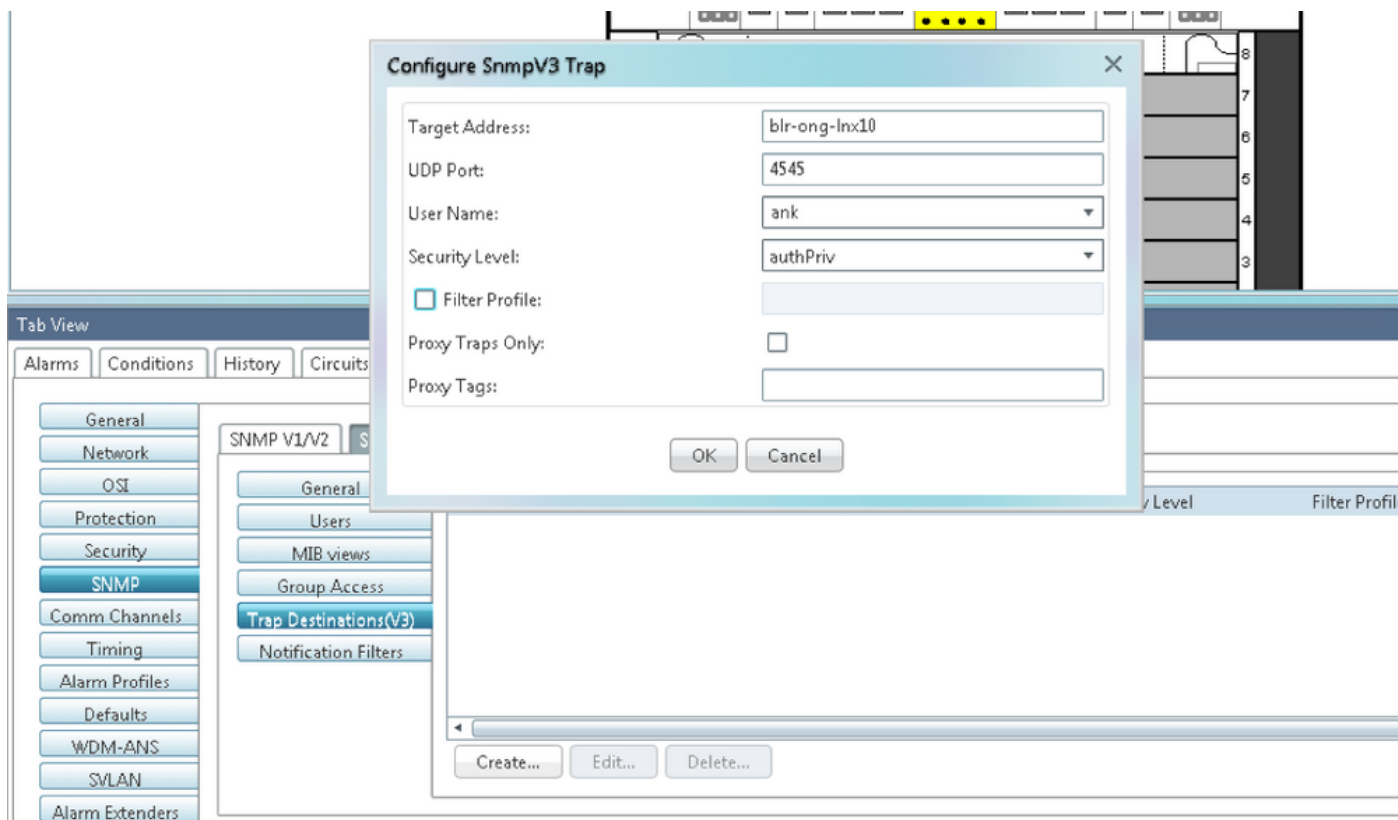 8
7
6
5
4
3
Configure SnmpV3 Trap
Target Address: blr-ong-lnx10
UDP Port: 4545
User Name: ank
Security Level: authPriv
Filter Profile:
Proxy Traps Only:
Proxy Tags:
OK Cancel
Tab View
Alarms Conditions History Circuits
General
Network
OSI
Protection
Security
SNMP
Comm Channels
Timing
Alarm Profiles
Defaults
WDM-ANS
SVLAN
Alarm Extenders
SNMP V1/V2 S
General
Users
MIB views
Group Access
Trap Destinations(V3)
Notification Filters
y Level Filter Profil
Create... Edit... Delete...